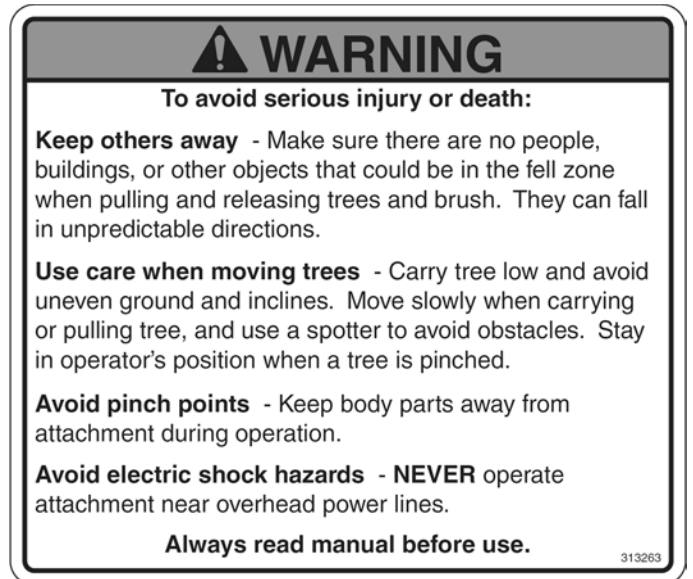 WARNING
To avoid serious injury or death:
Keep others away - Make sure there are no people,
buildings, or other objects that could be in the fell zone
when pulling and releasing trees and brush. They can fall
in unpredictable directions.
Use care when moving trees - Carry tree low and avoid
uneven ground and inclines. Move slowly when carrying
or pulling tree, and use a spotter to avoid obstacles. Stay
in operator's position when a tree is pinched.
Avoid pinch points - Keep body parts away from
attachment during operation.
Avoid electric shock hazards - NEVER operate
attachment near overhead power lines.
Always read manual before use.
313263